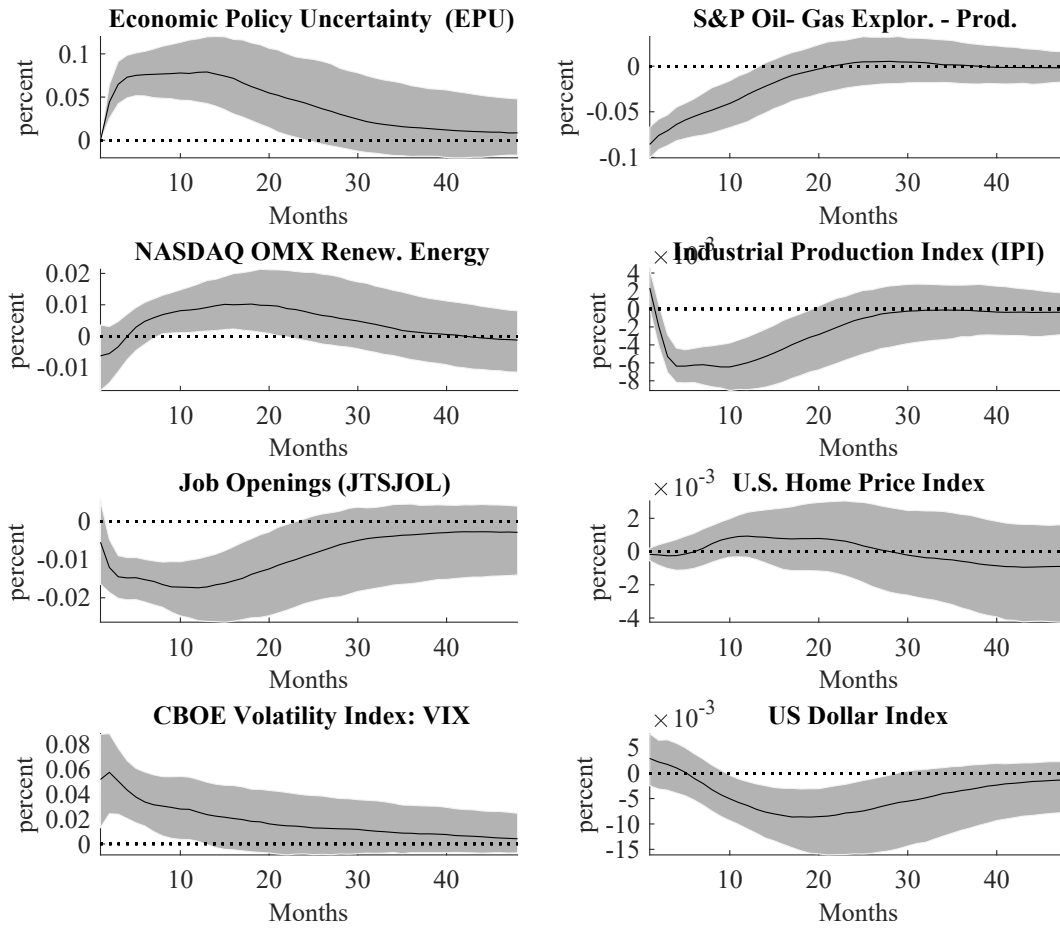 Economic Policy Uncertainty (EPU)
percent
0.1
0.05
0
10 20 30 40
Months
S&P Oil- Gas Explor. - Prod.
percent
0
-0.05
-0.1
10 20 30 40
Months
NASDAQ OMX Renew. Energy
percent
0.02
0.01
0
-0.01
10 20 30 40
Months
Industrial Production Index (IPI)
×10-3
percent
4
2
0
-2
-4
-6
-8
10 20 30 40
Months
Job Openings (JTSJOL)
percent
0
-0.01
-0.02
10 20 30 40
Months
U.S. Home Price Index
×10-3
percent
2
0
-2
-4
10 20 30 40
Months
CBOE Volatility Index: VIX
percent
0.08
0.06
0.04
0.02
0
10 20 30 40
Months
US Dollar Index
×10-3
percent
5
0
-5
-10
-15
10 20 30 40
Months